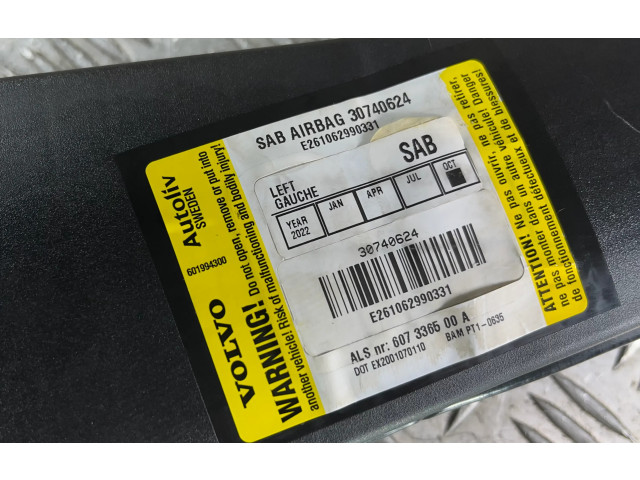 SAB AIRBAG 30740624
E261062990331
SAB
LEFT
GAUCHE
YEAR
2022
JAN
APR
JUL
OCT
30740624
E261062990331
ALS nr: 607 3365 00 A
DOT EX2001070110
BAM PT1-0635
601994300
Autoliv
SWEDEN
VOLVO
WARNING! Do not open, remove or put into
another vehicle! Risk of malfunctioning and bodily injury!
ATTENTION! Ne pas ouvrir, ne pas retirer,
ne pas monter dans un autre véhicule! Danger
de fonctionnement défectueux et de blessures!